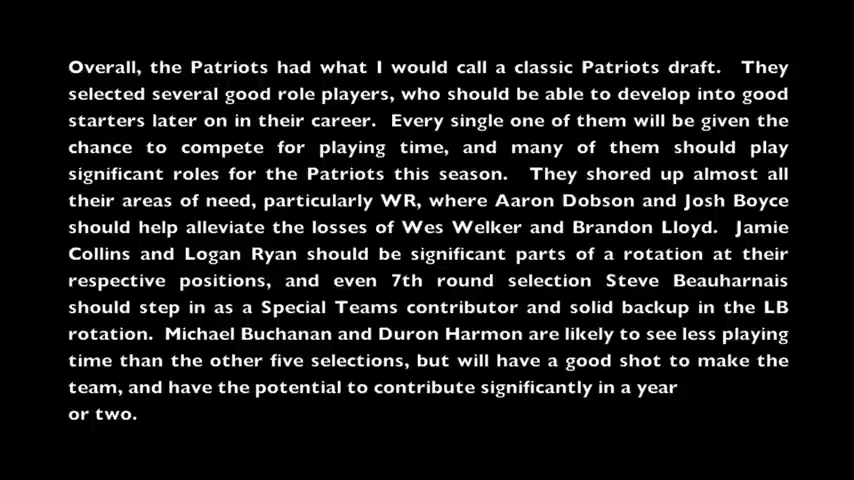 Overall, the Patriots had what I would call a classic Patriots draft. They
selected several good role players, who should be able to develop into good
starters later on in their career. Every single one of them will be given the
chance to compete for playing time, and many of them should play
significant roles for the Patriots this season. They shored up almost all
their areas of need, particularly WR, where Aaron Dobson and Josh Boyce
should help alleviate the losses of Wes Welker and Brandon Lloyd. Jamie
Collins and Logan Ryan should be significant parts of a rotation at their
respective positions, and even 7th round selection Steve Beauharnais
should step in as a Special Teams contributor and solid backup in the LB
rotation. Michael Buchanan and Duron Harmon are likely to see less playing
time than the other five selections, but will have a good shot to make the
team, and have the potential to contribute significantly in a year
or two.